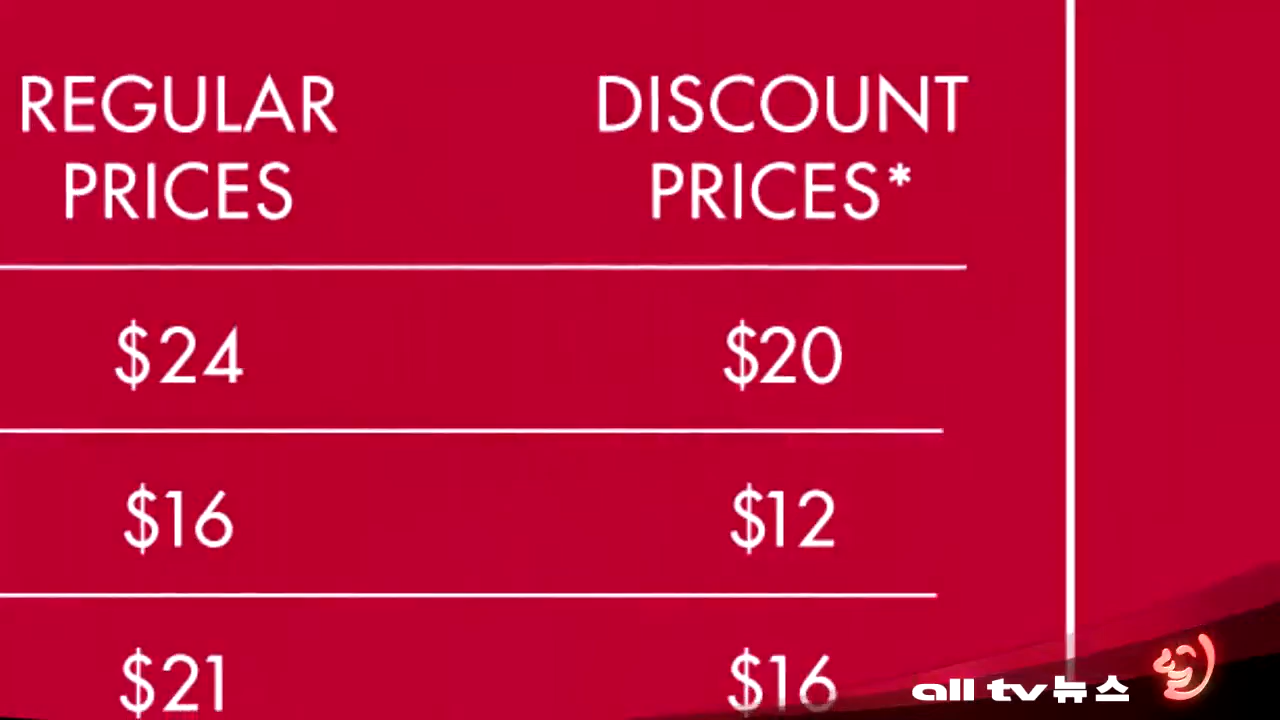 REGULAR DISCOUNT
PRICES PRICES*
$24 $20
$16 $12
$21 $16
all tv뉴스